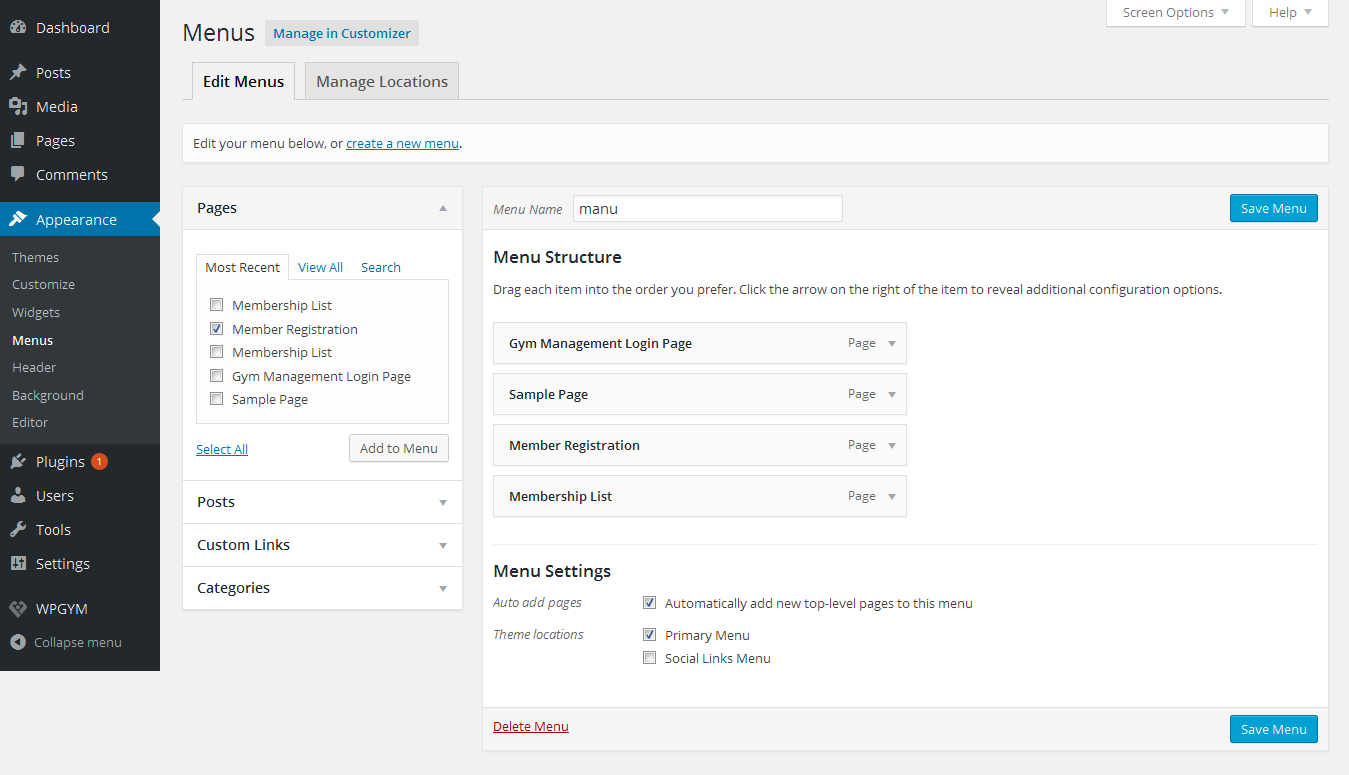 Dashboard
Posts
Media
Pages
Comments
Appearance
Themes
Customize
Widgets
Menus
Header
Background
Editor
Plugins 1
Users
Tools
Settings
WPGYM
Collapse menu
Screen Options
Help
Menus
Manage in Customizer
Edit Menus
Manage Locations
Edit your menu below, or create a new menu.
Pages
Most Recent View All Search
Membership List
Member Registration
Membership List
Gym Management Login Page
Sample Page
Select All
Add to Menu
Posts
Custom Links
Categories
Menu Name manu
Save Menu
Menu Structure
Drag each item into the order you prefer. Click the arrow on the right of the item to reveal additional configuration options.
Gym Management Login Page Page
Sample Page Page
Member Registration Page
Membership List Page
Menu Settings
Auto add pages Automatically add new top-level pages to this menu
Theme locations Primary Menu
Social Links Menu
Delete Menu
Save Menu